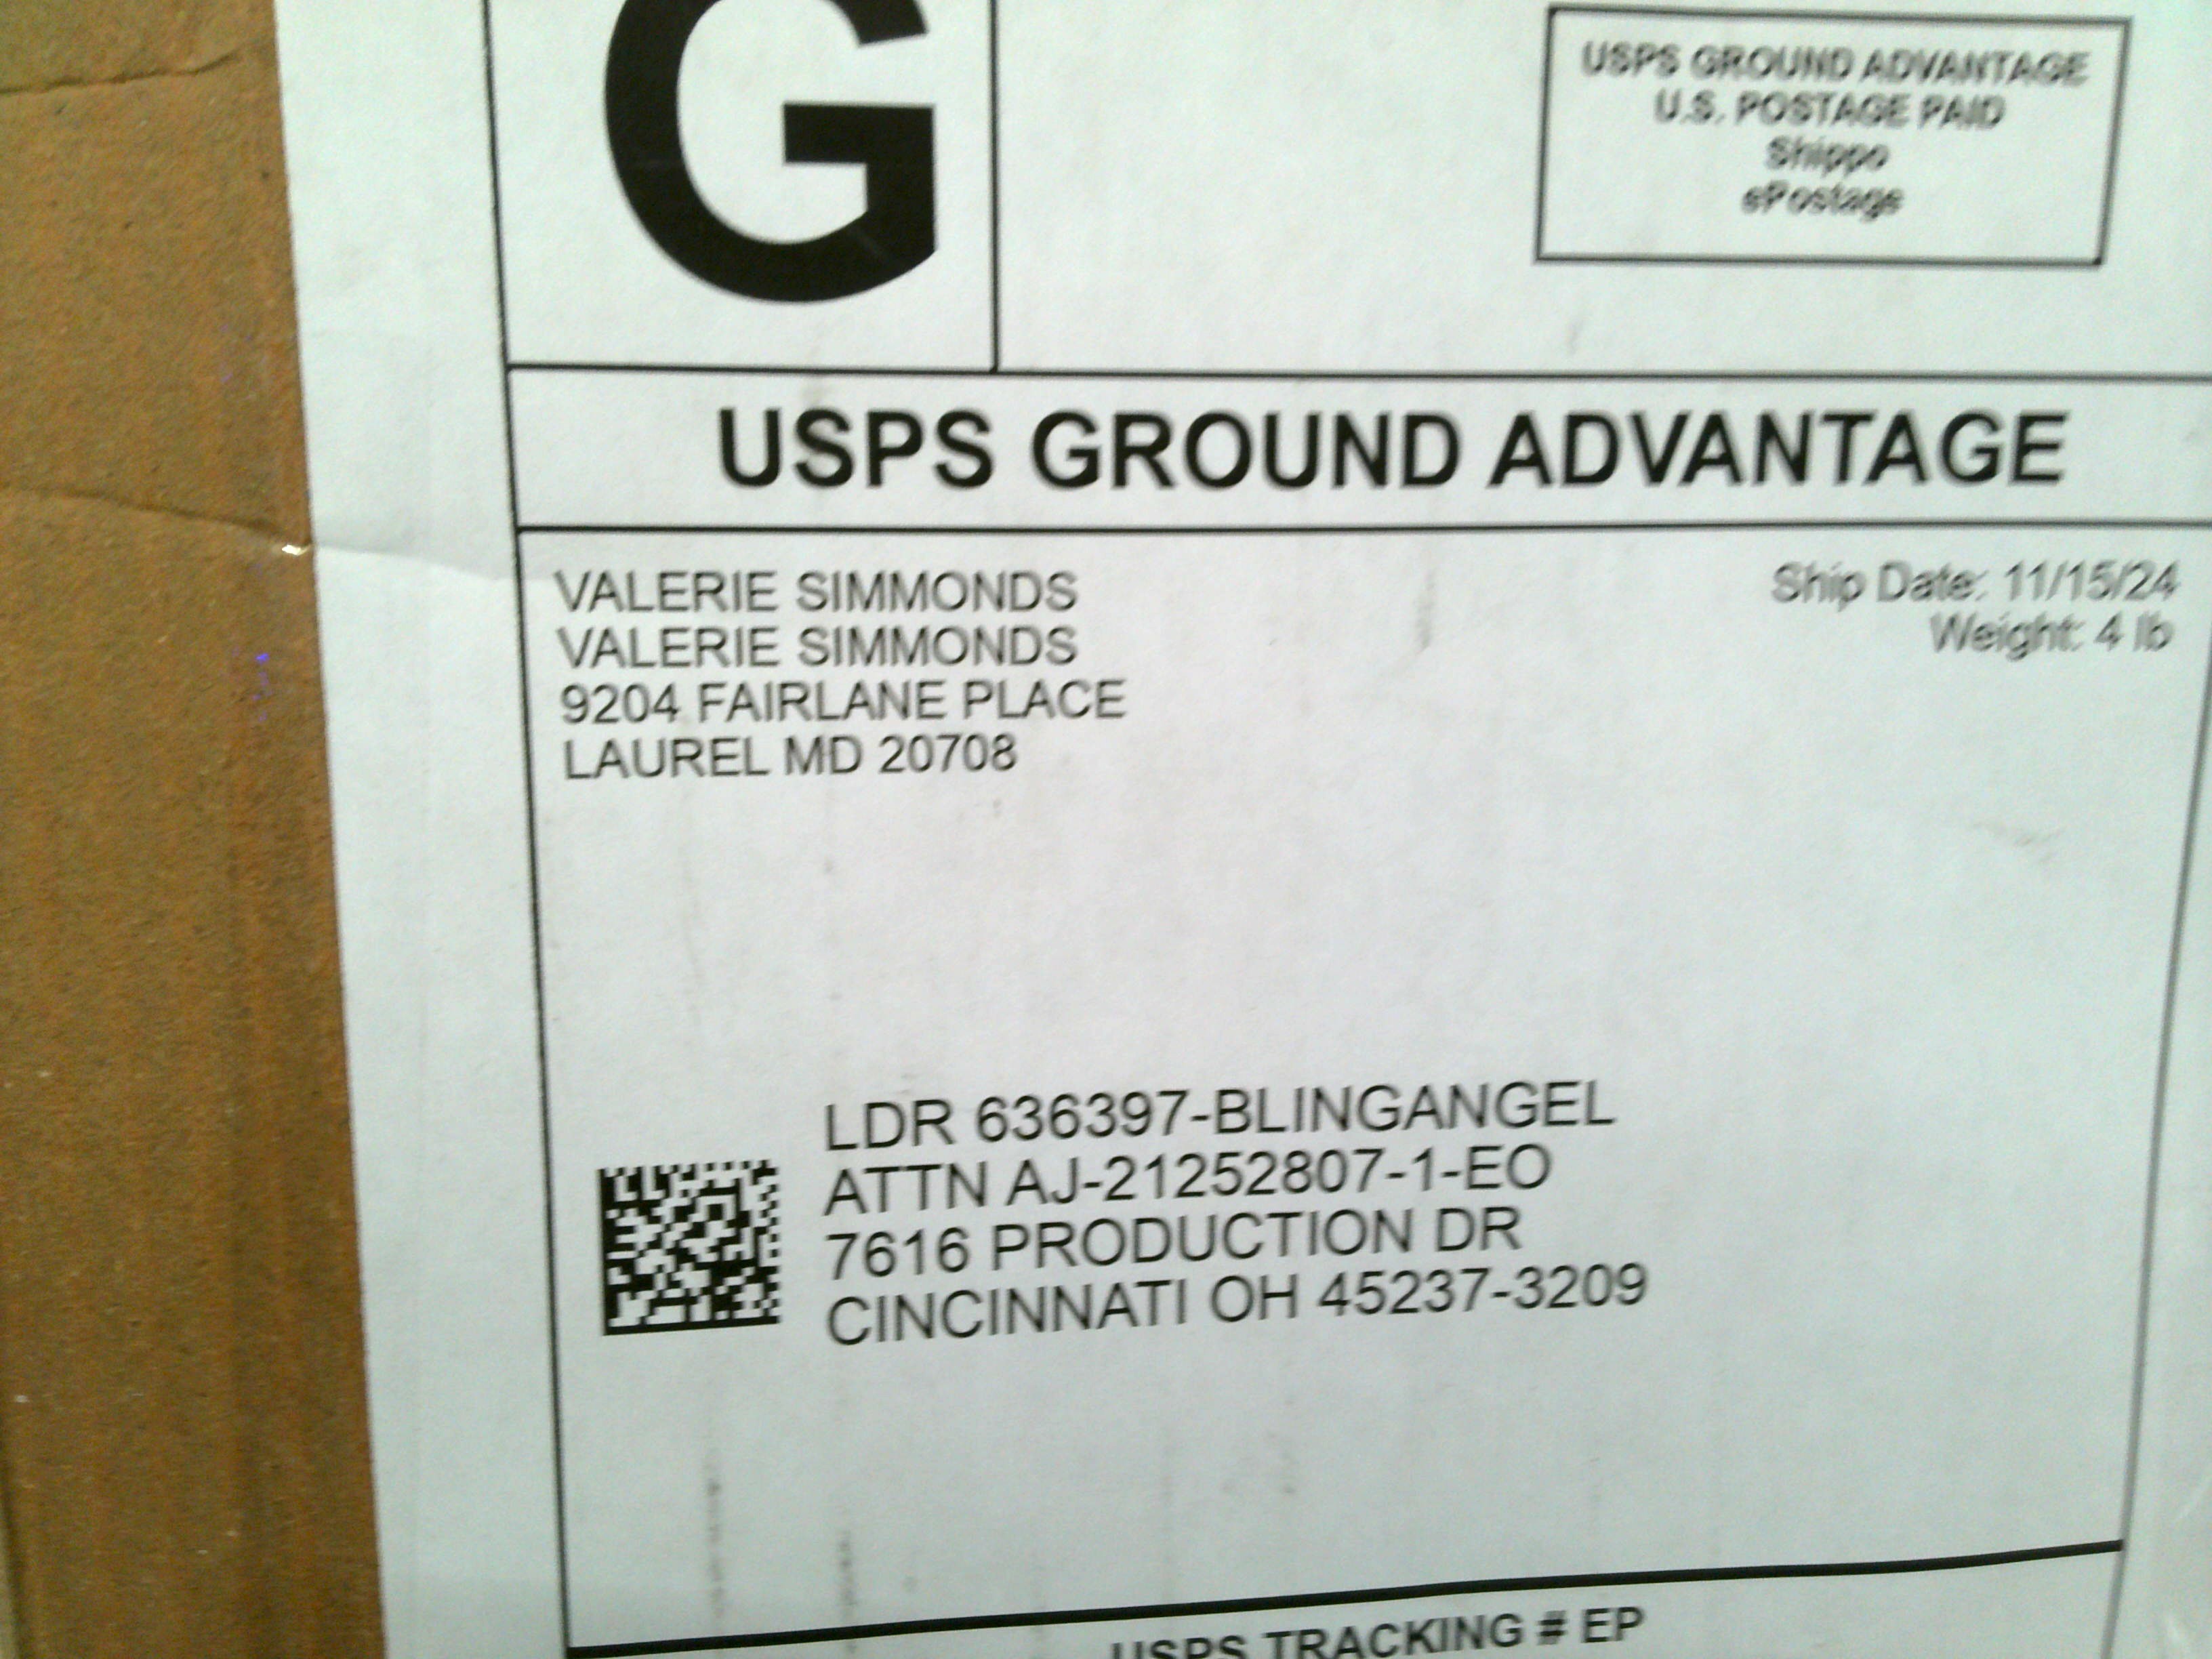 G
USPS GROUND ADVANTAGE
U.S. POSTAGE PAID
Shippo
ePostage
USPS GROUND ADVANTAGE
VALERIE SIMMONDS
VALERIE SIMMONDS
9204 FAIRLANE PLACE
LAUREL MD 20708
Ship Date: 11/15/24
Weight: 4 lb
LDR 636397-BLINGANGEL
ATTN AJ-21252807-1-EO
7616 PRODUCTION DR
CINCINNATI OH 45237-3209
USPS TRACKING # EP